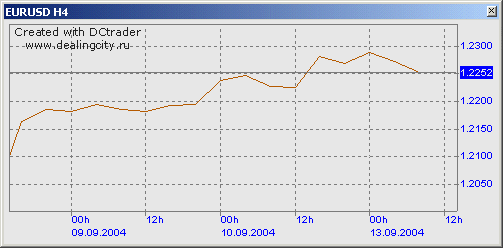 EURUSD H4
Created with DCtrader
www.dealingcity.ru
1.2300
1.2252
1.2200
1.2150
1.2100
1.2050
00h 12h 00h 12h 00h 12h
09.09.2004 10.09.2004 13.09.2004